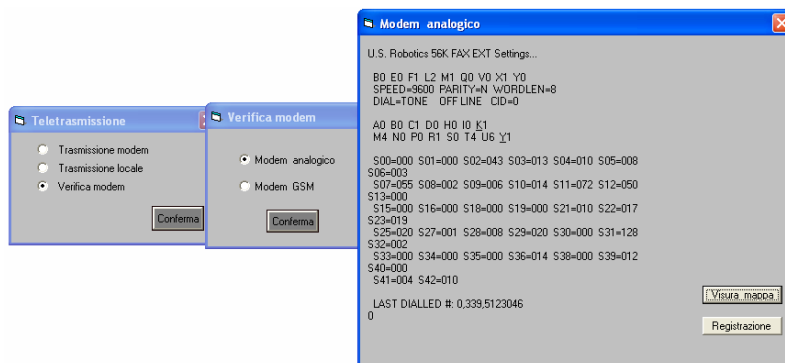 Teletrasmissione
Trasmissione modem
Trasmissione locale
Verifica modem
Conferma
Verifica modem
Modem analogico
Modem GSM
Conferma
Modem analogico
U.S. Robotics 56K FAX EXT Settings...
B0 E0 F1 L2 M1 Q0 V0 X1 Y0
SPEED=9600 PARITY=N WORDLEN=8
DIAL=TONE OFF LINE CID=0
A0 B0 C1 D0 H0 I0 K1
M4 N0 P0 R1 S0 T4 U6 Y1
S00=000 S01=000 S02=043 S03=013 S04=010 S05=008
S06=003
S07=055 S08=002 S09=006 S10=014 S11=072 S12=050
S13=000
S15=000 S16=000 S18=000 S19=000 S21=010 S22=017
S23=019
S25=020 S27=001 S28=008 S29=020 S30=000 S31=128
S32=002
S33=000 S34=000 S35=000 S36=014 S38=000 S39=012
S40=000
S41=004 S42=010
LAST DIALLED #: 0,339,5123046
0
Visura mappa
Registrazione